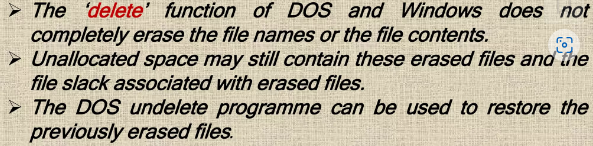 ➢ The ‘delete’ function of DOS and Windows does not
completely erase the file names or the file contents.
➢ Unallocated space may still contain these erased files and the
file slack associated with erased files.
➢ The DOS undelete programme can be used to restore the
previously erased files.